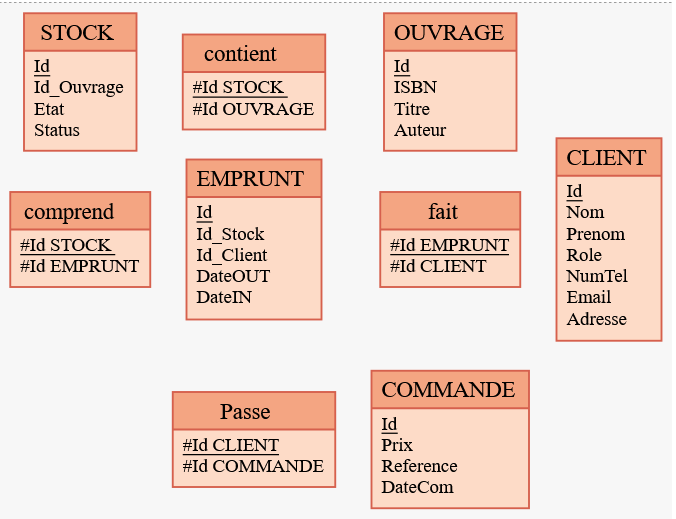 STOCK
Id
Id_Ouvrage
Etat
Status
contient
#Id STOCK
#Id OUVRAGE
OUVRAGE
Id
ISBN
Titre
Auteur
CLIENT
Id
Nom
Prenom
Role
NumTel
Email
Adresse
comprend
#Id STOCK
#Id EMPRUNT
EMPRUNT
Id
Id_Stock
Id_Client
DateOUT
DateIN
fait
#Id EMPRUNT
#Id CLIENT
Passe
#Id CLIENT
#Id COMMANDE
COMMANDE
Id
Prix
Reference
DateCom